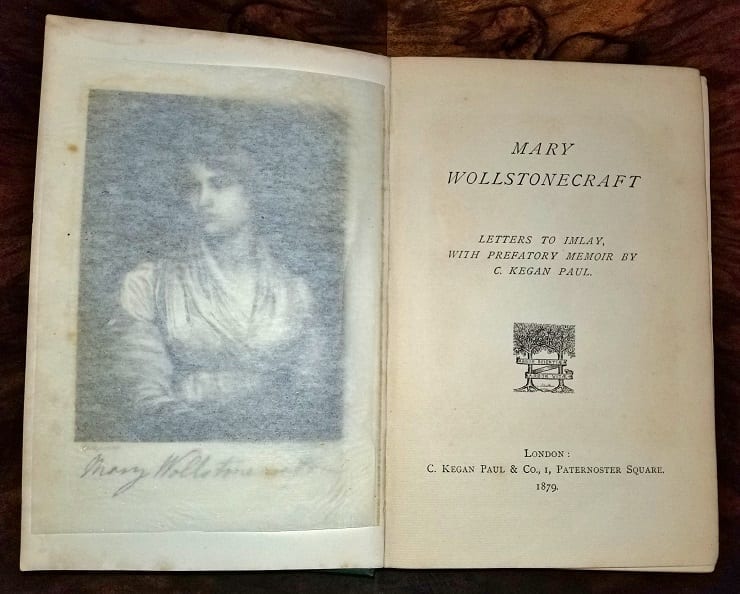 Mary Wollstonecraft
MARY
WOLLSTONECRAFT
LETTERS TO IMLAY,
WITH PREFATORY MEMOIR BY
C. KEGAN PAUL.
LONDON:
C. KEGAN PAUL & CO., 1, PATERNOSTER SQUARE.
1879.